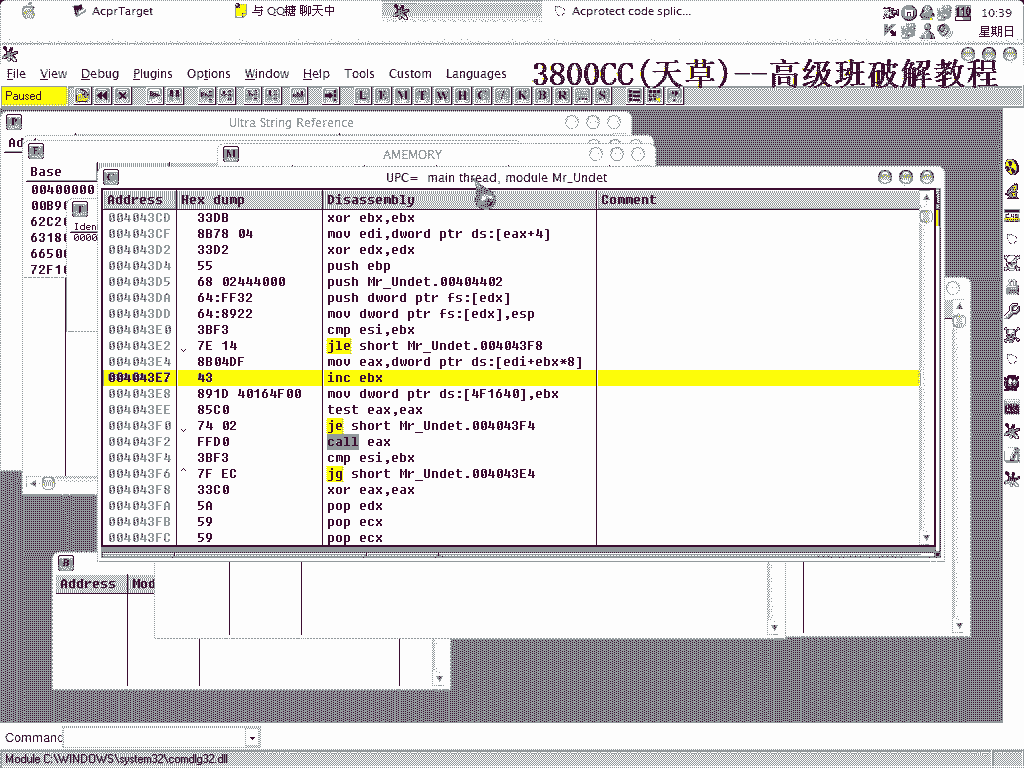 AcprTarget
与 QQ糖 聊天中
Acprotect code splic...
119
10:39
星期日
File View Debug Plugins Options Window Help Tools Custom Languages
3800CC(天草)--高级班破解教程
Paused
L E M T W H C / K B R ... S
Ultra String Reference
AMEMORY
Base
00400000
UPC= main thread, module Mr_Undet
Address Hex dump Disassembly Comment
004043CD 33DB xor ebx,ebx
004043CF 8B78 04 mov edi,dword ptr ds:[eax+4]
004043D2 33D2 xor edx,edx
004043D4 55 push ebp
004043D5 68 02444000 push Mr_Undet.00404402
004043DA 64:FF32 push dword ptr fs:[edx]
004043DD 64:8922 mov dword ptr fs:[edx],esp
004043E0 3BF3 cmp esi,ebx
004043E2 7E 14 jle short Mr_Undet.004043F8
004043E4 8B04DF mov eax,dword ptr ds:[edi+ebx*8]
004043E7 43 inc ebx
004043E8 891D 40164F00 mov dword ptr ds:[4F1640],ebx
004043EE 85C0 test eax,eax
004043F0 74 02 je short Mr_Undet.004043F4
004043F2 FFD0 call eax
004043F4 3BF3 cmp esi,ebx
004043F6 7F EC jg short Mr_Undet.004043E4
004043F8 33C0 xor eax,eax
004043FA 5A pop edx
004043FB 59 pop ecx
004043FC 59 pop ecx
Address Mod
Command
Module C:\WINDOWS\system32\comdlg32.dll